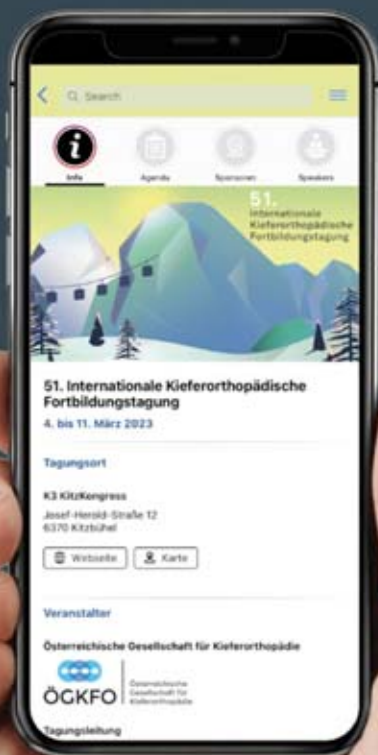 Search
Info
Agenda
Sponsoren
Speakers
51.
Internationale
Kieferorthopädische
Fortbildungstagung
51. Internationale Kieferorthopädische
Fortbildungstagung
4. bis 11. März 2023
Tagungsort
K3 KitzKongress
Josef-Herold-Straße 12
6370 Kitzbühel
Webseite
Karte
Veranstalter
Österreichische Gesellschaft für Kieferorthopädie
ÖGKFO
Österreichische
Gesellschaft für
Kieferorthopädie
Tagungsleitung